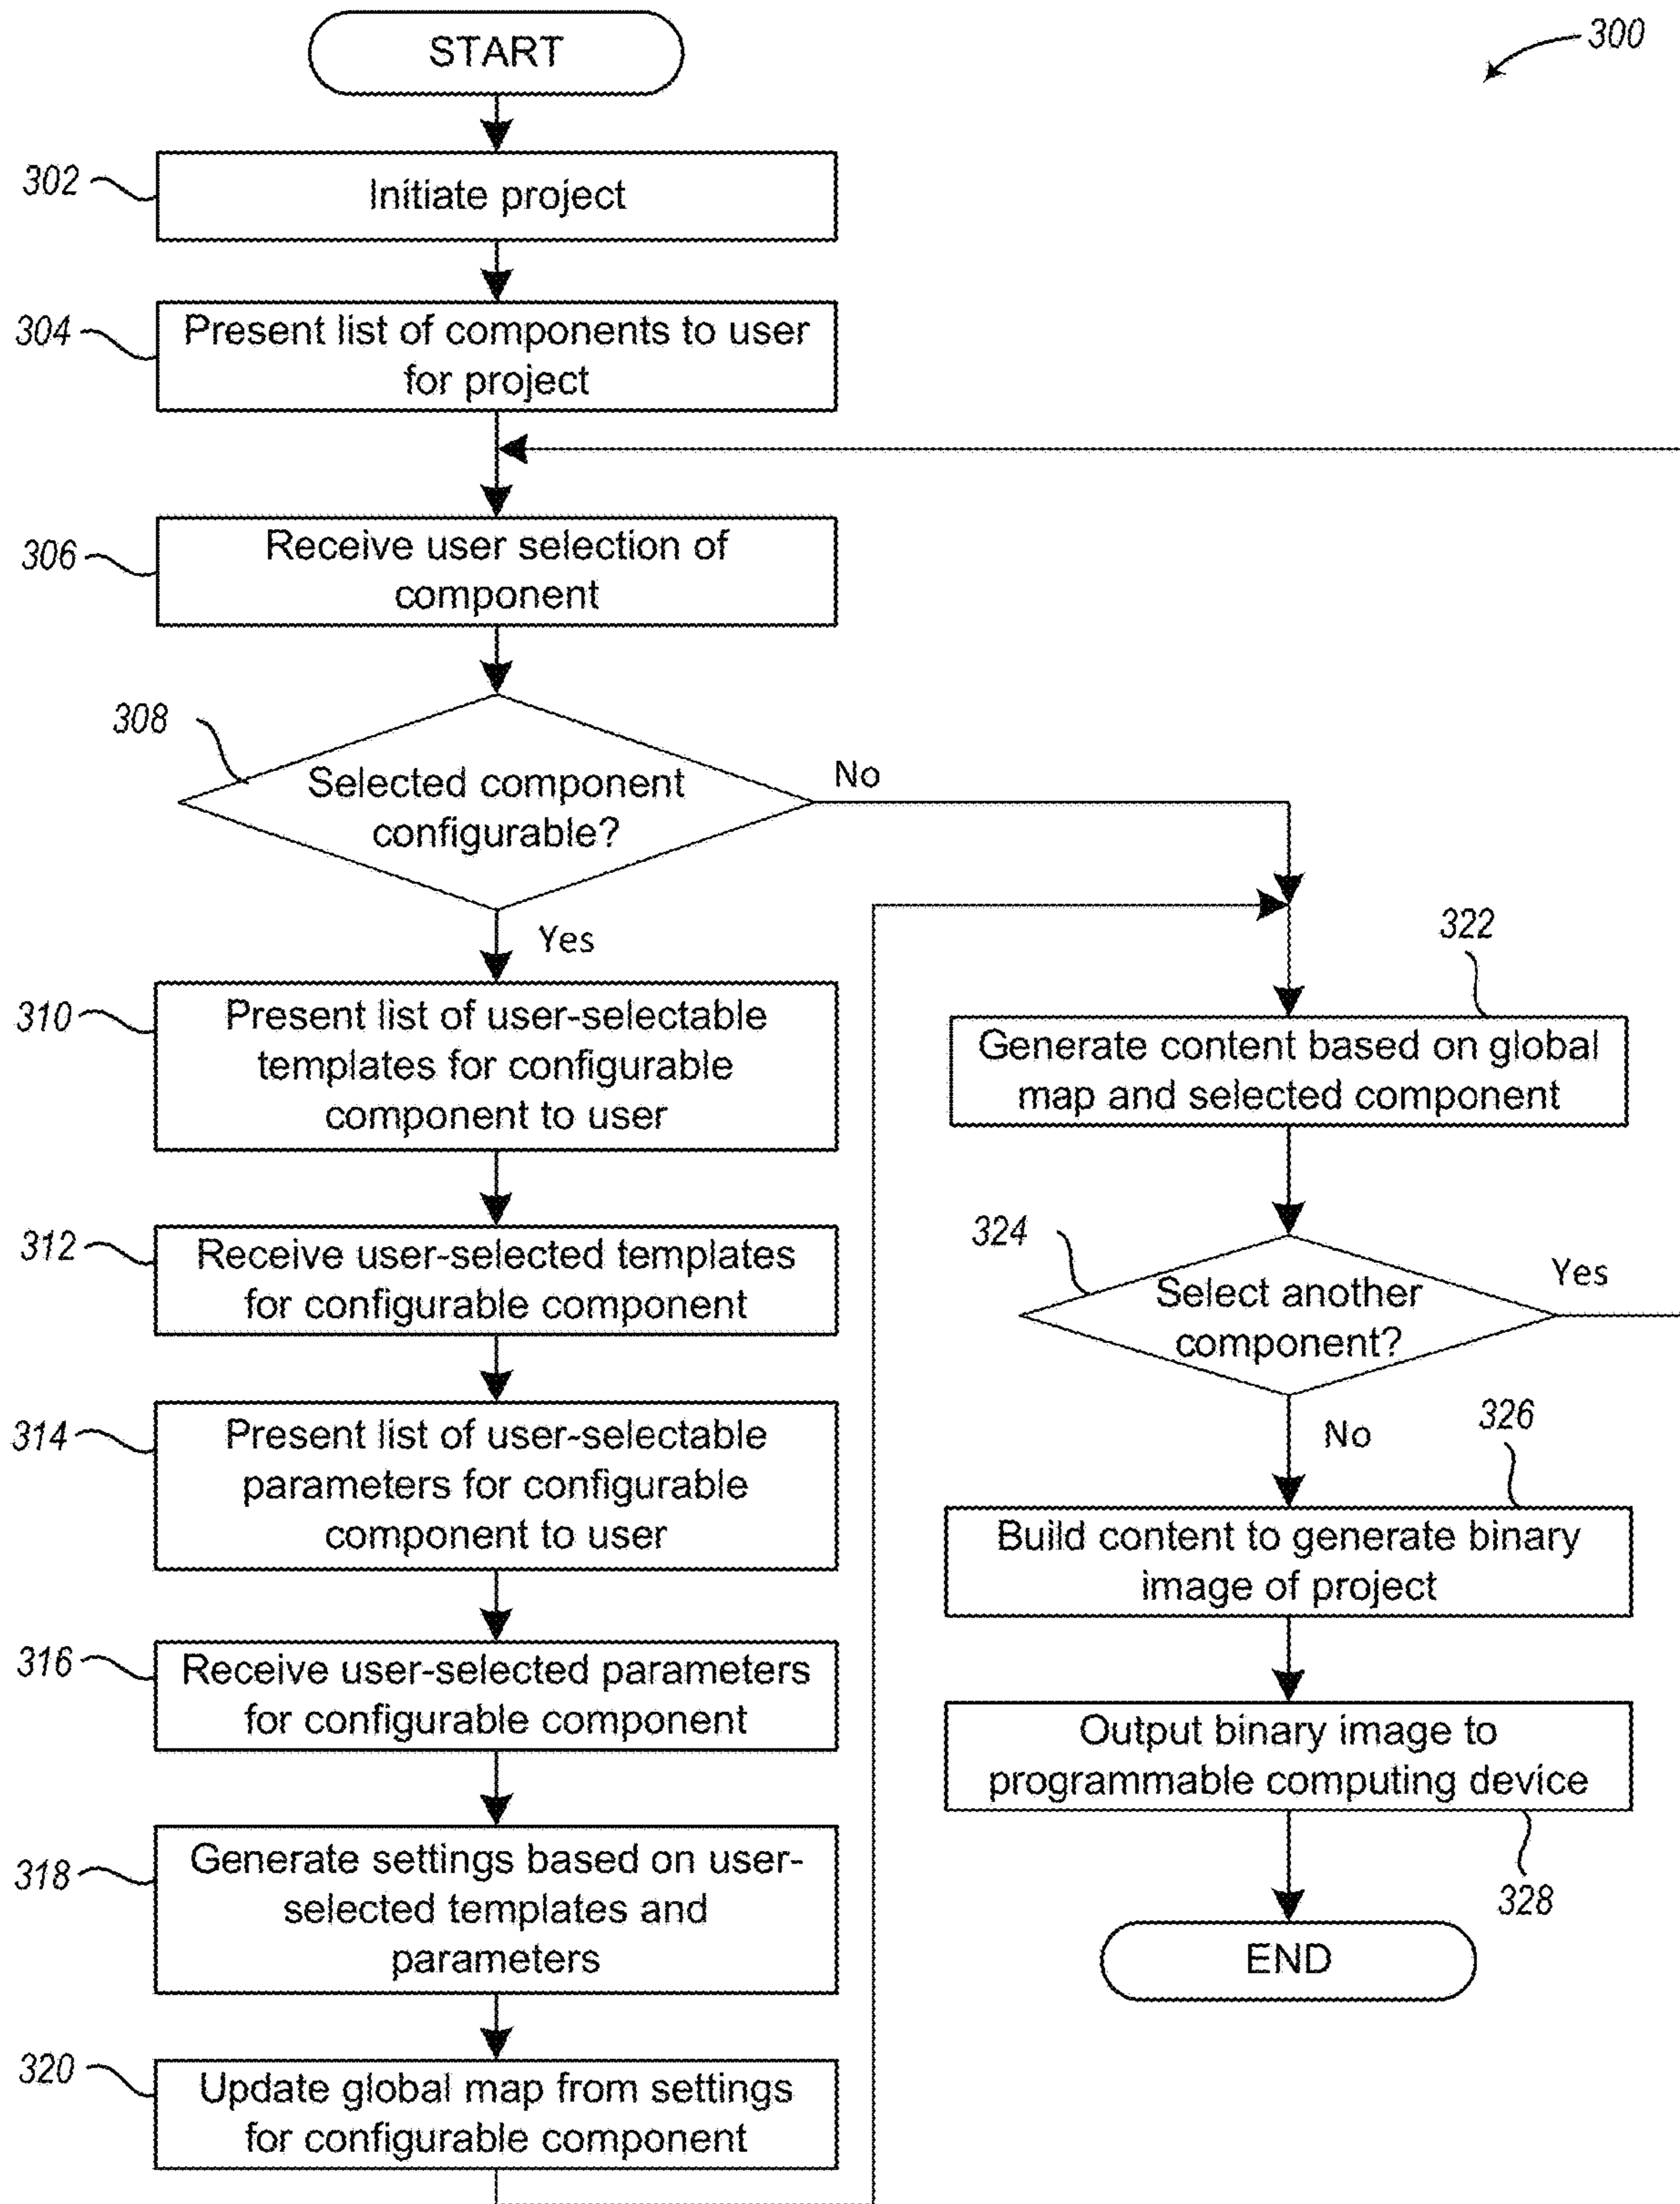 START
300
302
Initiate project
304
Present list of components to user
for project
306
Receive user selection of
component
308
Selected component
configurable?
No
Yes
310
Present list of user-selectable
templates for configurable
component to user
312
Receive user-selected templates
for configurable component
314
Present list of user-selectable
parameters for configurable
component to user
316
Receive user-selected parameters
for configurable component
318
Generate settings based on user-
selected templates and
parameters
320
Update global map from settings
for configurable component
322
Generate content based on global
map and selected component
324
Select another
component?
Yes
No
326
Build content to generate binary
image of project
Output binary image to
programmable computing device
328
END